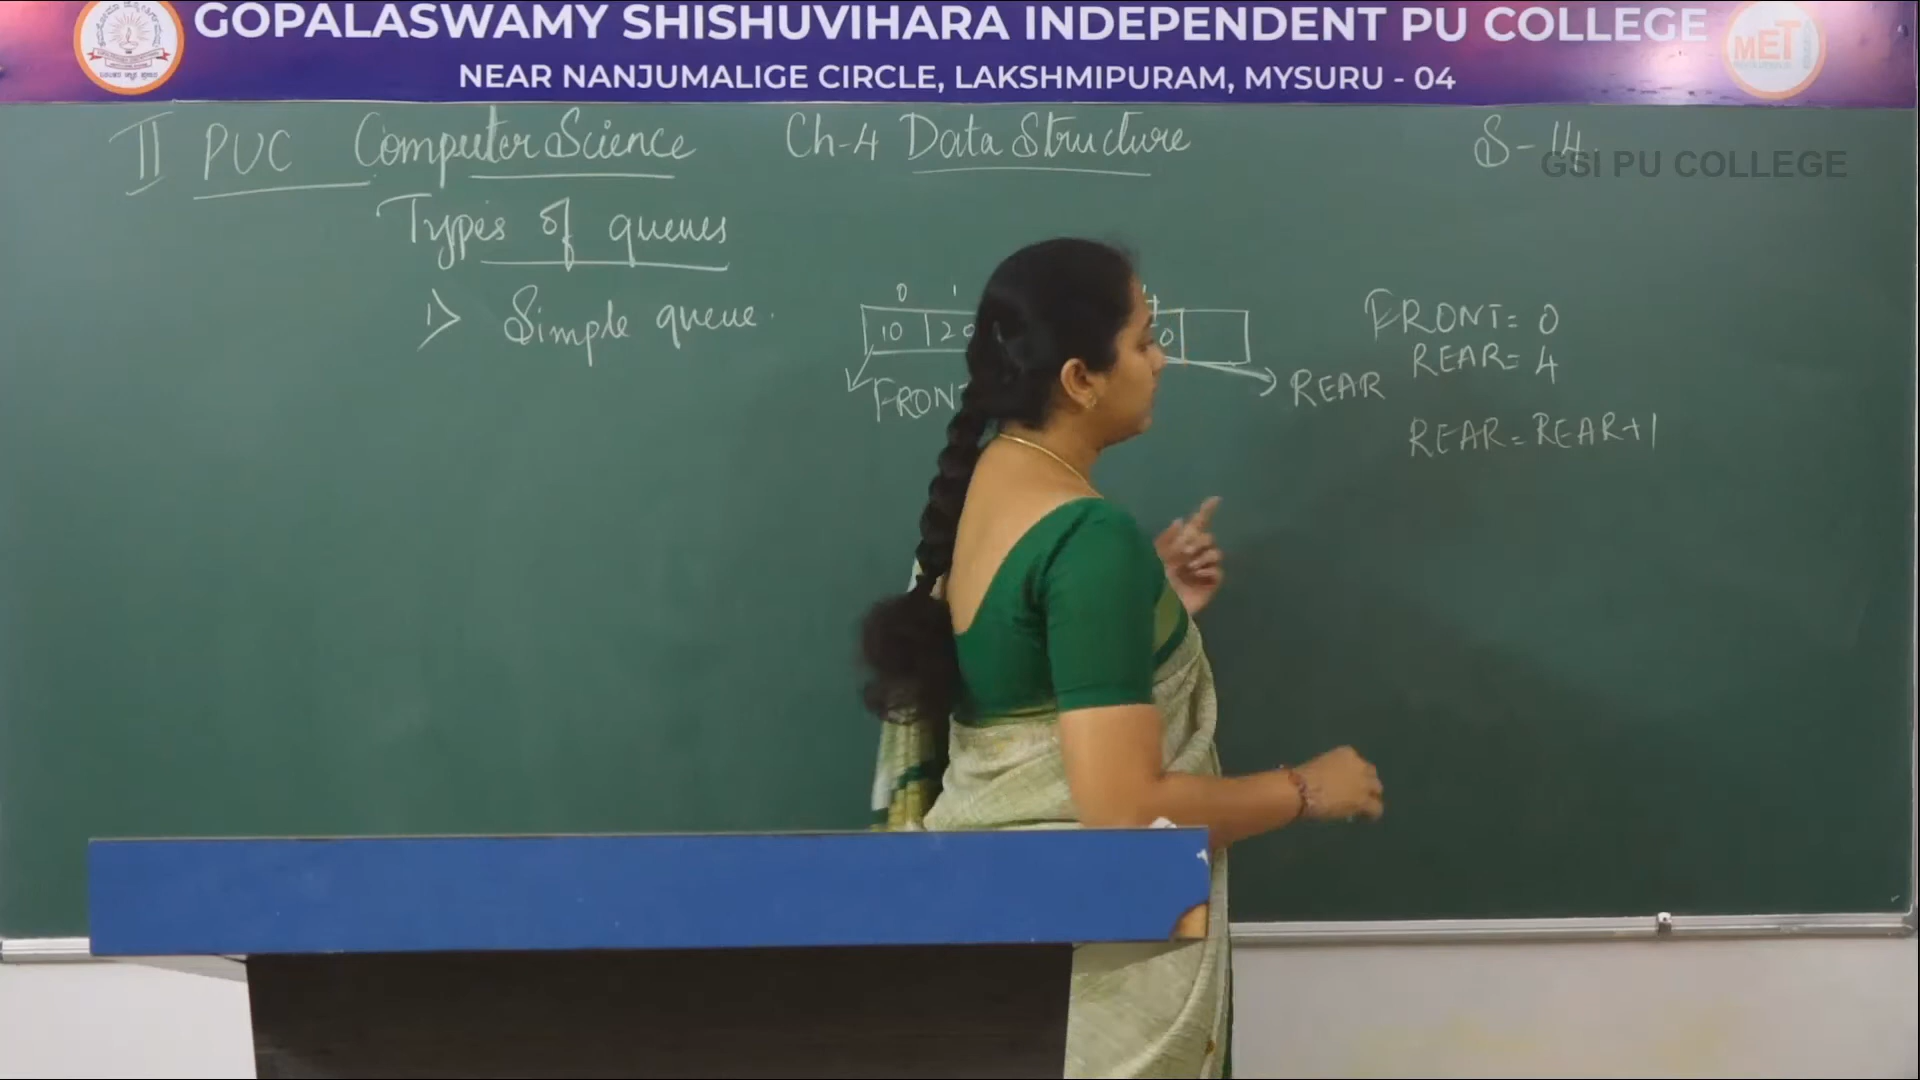 GOPALASWAMY SHISHUVIHARA INDEPENDENT PU COLLEGE
NEAR NANJUMALIGE CIRCLE, LAKSHMIPURAM, MYSURU - 04
MET
II PUC Computer Science Ch-4 Data Structure S-14
GSI PU COLLEGE
Types of queues
1> Simple queue.
0 1
10 20
FRONT
REAR
FRONT = 0
REAR = 4
REAR = REAR+1